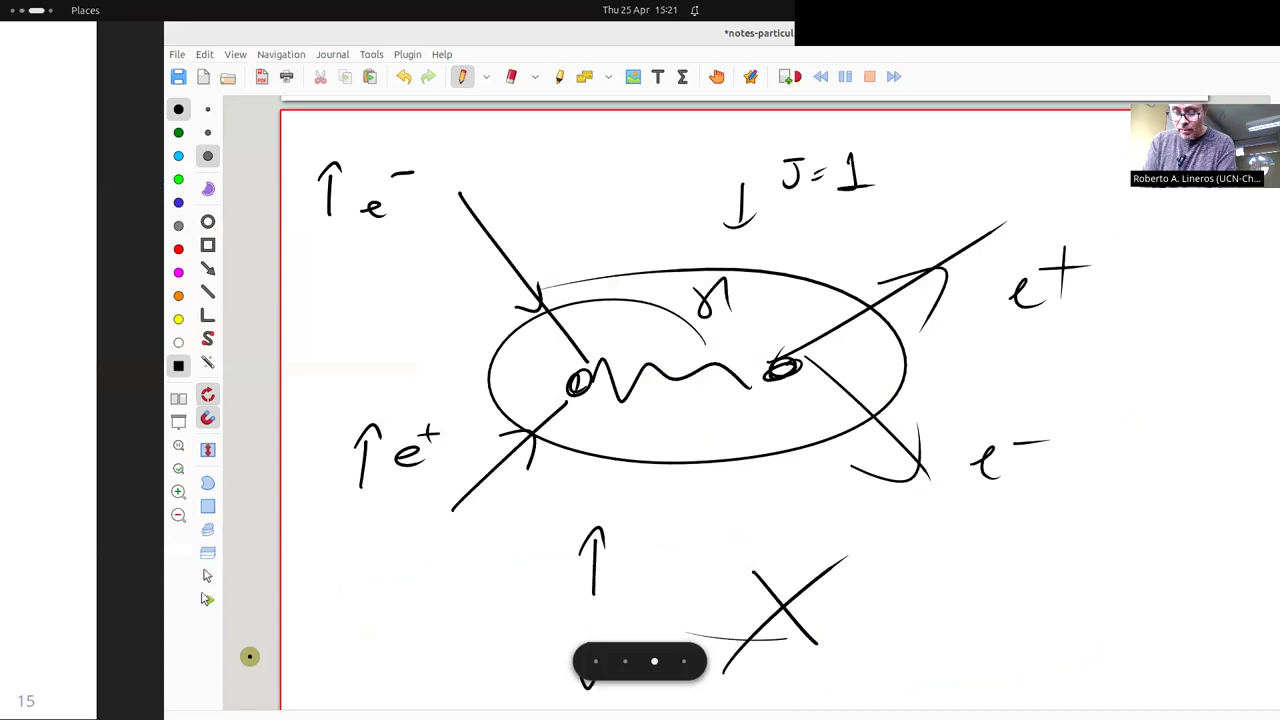 Places
Thu 25 Apr 15:21
*notes-particul
File Edit View Navigation Journal Tools Plugin Help
Roberto A. Lineros (UCN-Ch...
↑ e⁻
↓ J = 1
γ
e⁺
↑ e⁺
e⁻
↑
15